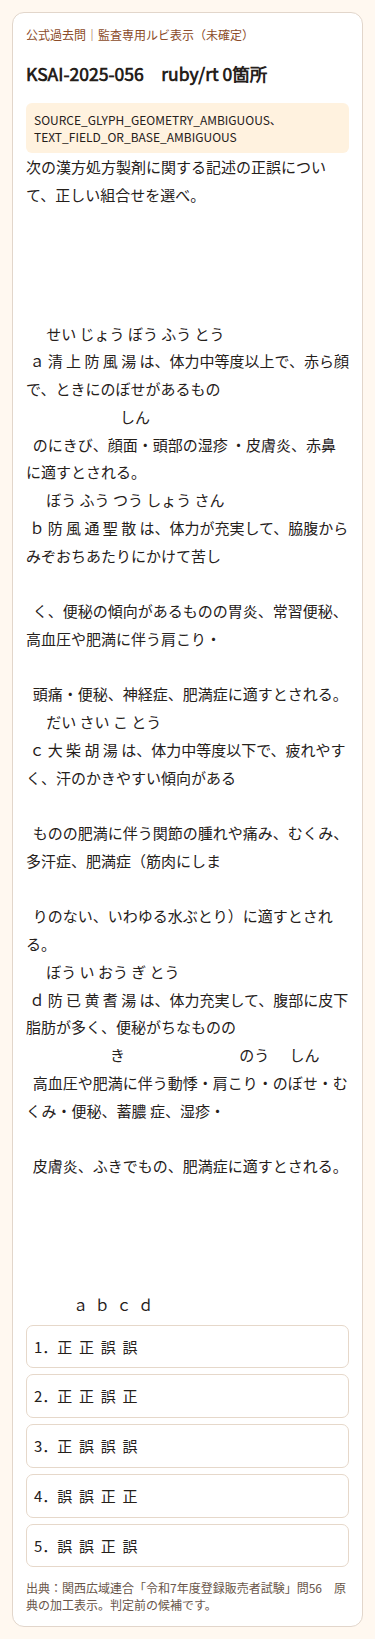 公式過去問｜監査専用ルビ表示（未確定）
KSAI-2025-056　ruby/rt 0箇所
SOURCE_GLYPH_GEOMETRY_AMBIGUOUS、
TEXT_FIELD_OR_BASE_AMBIGUOUS
次の漢方処方製剤に関する記述の正誤につい
て、正しい組合せを選べ。
せい じょう ぼう ふう とう
a 清 上 防 風 湯 は、体力中等度以上で、赤ら顔
で、ときにのぼせがあるもの
しん
のにきび、顔面・頭部の湿疹 ・皮膚炎、赤鼻
に適すとされる。
ぼう ふう つう しょう さん
b 防 風 通 聖 散 は、体力が充実して、脇腹から
みぞおちあたりにかけて苦し
く、便秘の傾向があるものの胃炎、常習便秘、
高血圧や肥満に伴う肩こり・
頭痛・便秘、神経症、肥満症に適すとされる。
だい さい こ とう
c 大 柴 胡 湯 は、体力中等度以下で、疲れやす
く、汗のかきやすい傾向がある
ものの肥満に伴う関節の腫れや痛み、むくみ、
多汗症、肥満症（筋肉にしま
りのない、いわゆる水ぶとり）に適すとされ
る。
ぼう い おう ぎ とう
d 防 已 黄 耆 湯 は、体力充実して、腹部に皮下
脂肪が多く、便秘がちなものの
き　のう　しん
高血圧や肥満に伴う動悸・肩こり・のぼせ・む
くみ・便秘、蓄膿 症、湿疹・
皮膚炎、ふきでもの、肥満症に適すとされる。
a b c d
1. 正 正 誤 誤
2. 正 正 誤 正
3. 正 誤 誤 誤
4. 誤 誤 正 正
5. 誤 誤 正 誤
出典：関西広域連合「令和7年度登録販売者試験」問56　原
典の加工表示。判定前の候補です。